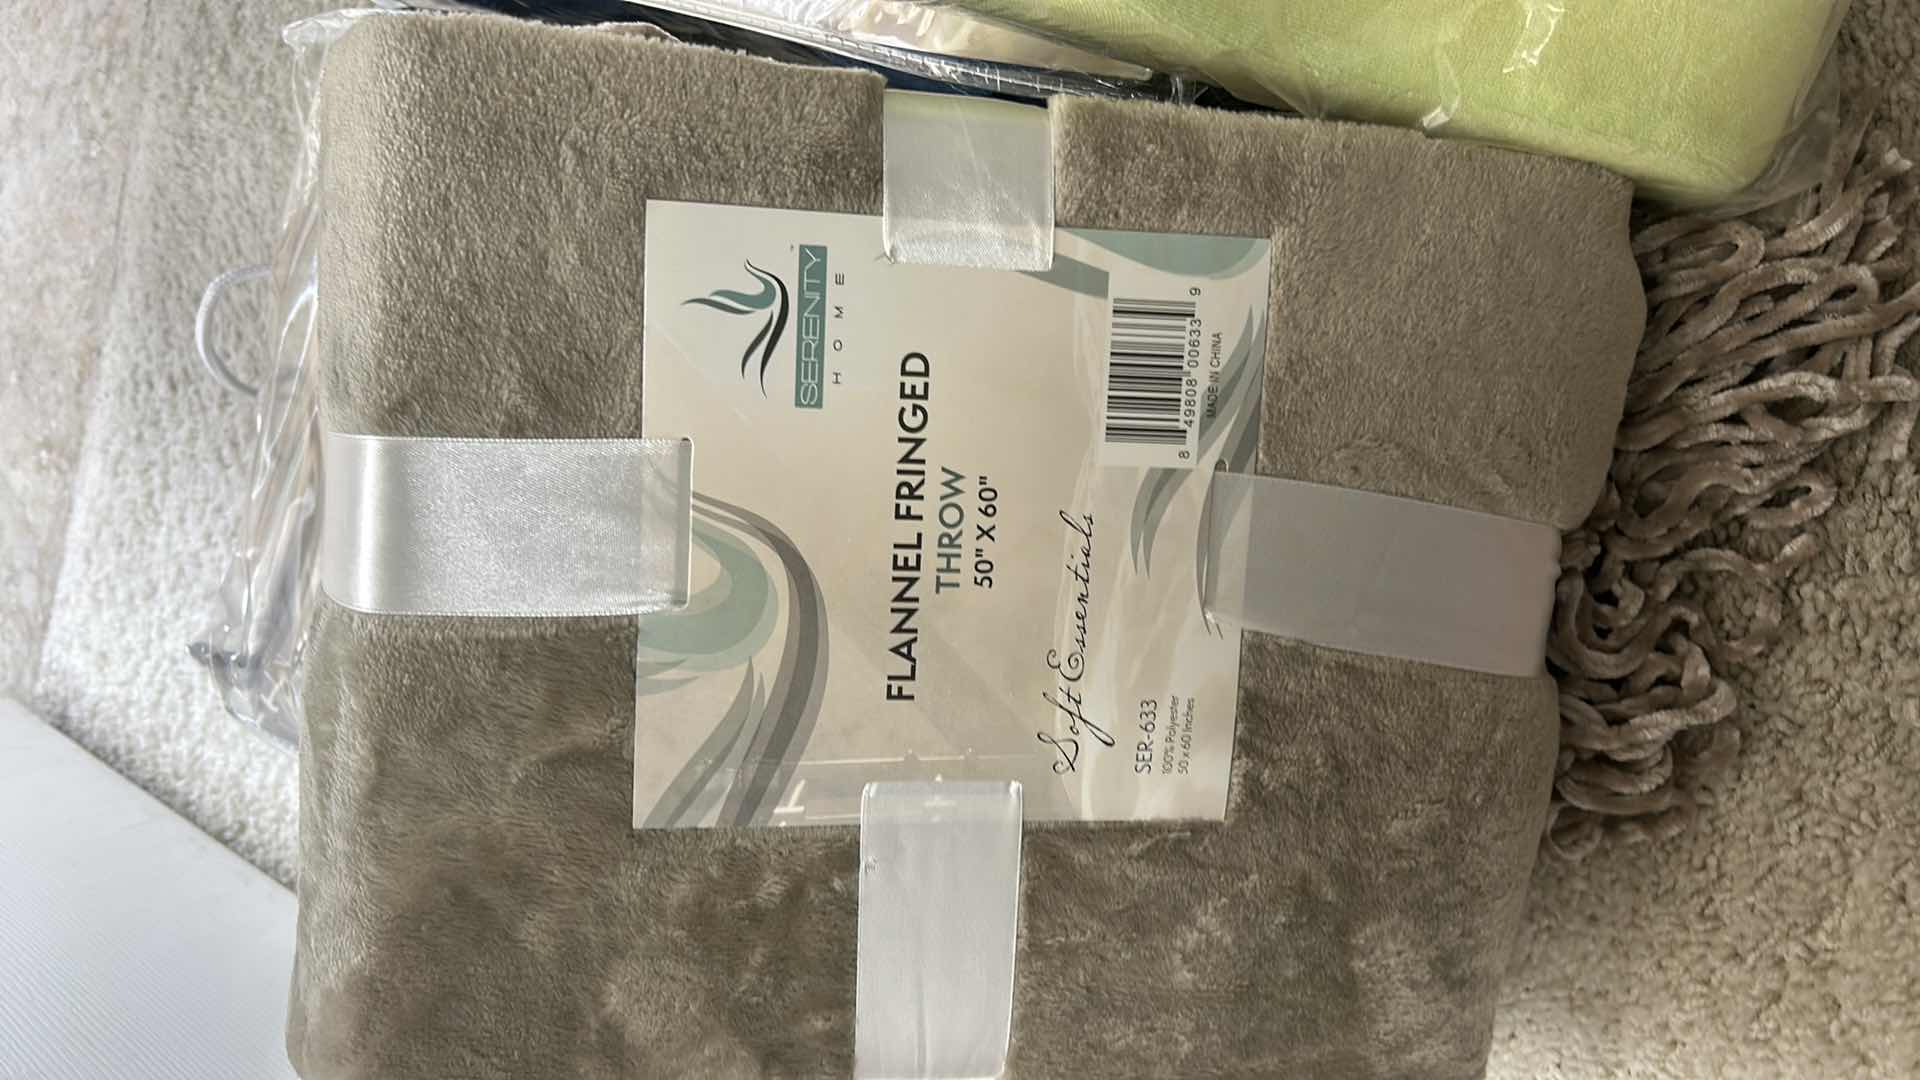 SERENITY™
HOME
FLANNEL FRINGED
THROW
50" X 60"
Soft Essentials
SER-633
100% Polyester
50 x 60 Inches
8 49808 00633 9
MADE IN CHINA